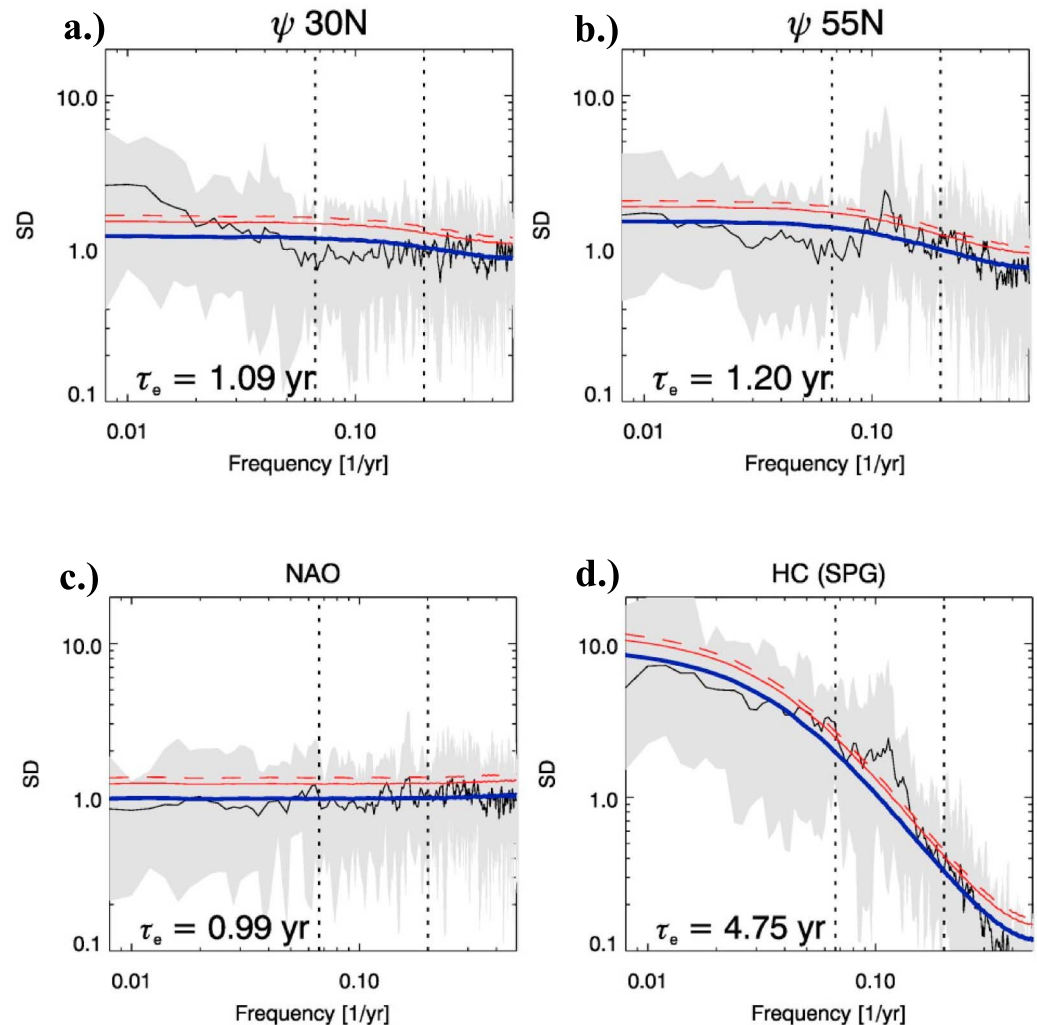 a.)
ψ 30N
10.0
1.0
0.1
SD
τe = 1.09 yr
0.01
0.10
Frequency [1/yr]
b.)
ψ 55N
10.0
1.0
0.1
SD
τe = 1.20 yr
0.01
0.10
Frequency [1/yr]
c.)
NAO
10.0
1.0
0.1
SD
τe = 0.99 yr
0.01
0.10
Frequency [1/yr]
d.)
HC (SPG)
10.0
1.0
0.1
SD
τe = 4.75 yr
0.01
0.10
Frequency [1/yr]